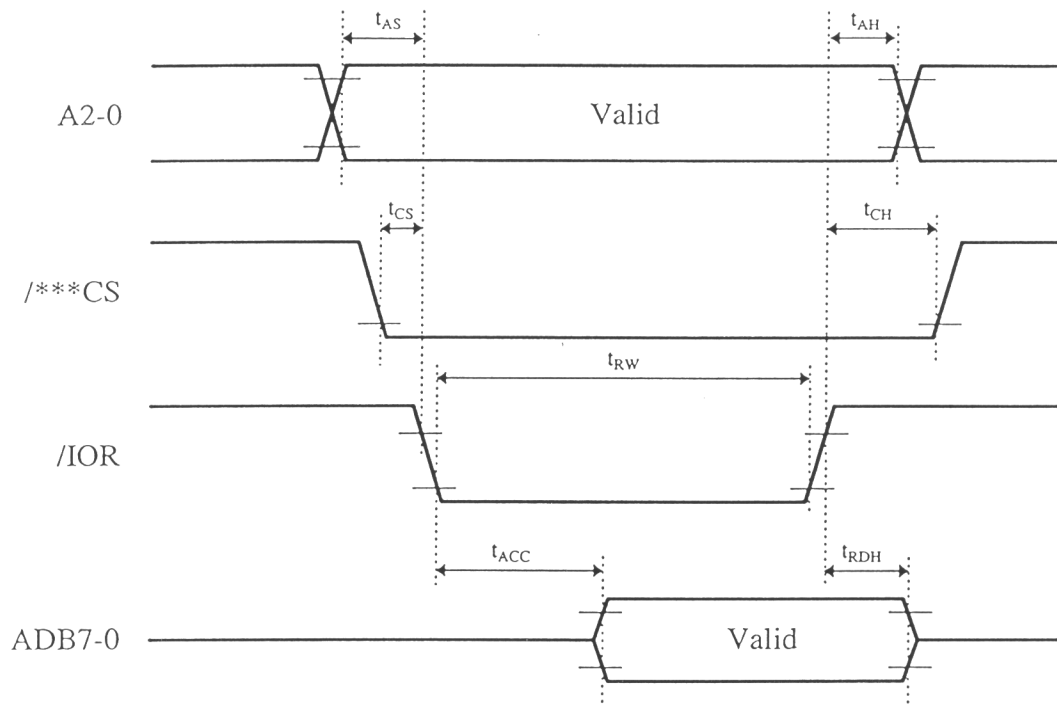 tAS
tAH
A2-0
Valid
tCS
tCH
/***CS
tRW
/IOR
tACC
tRDH
ADB7-0
Valid